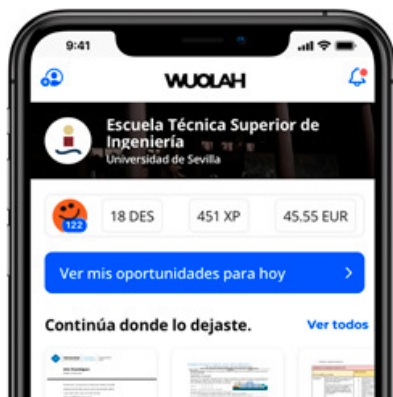 9:41
WUOLAH
Escuela Técnica Superior de
Ingeniería
Universidad de Sevilla
122
18 DES
451 XP
45.55 EUR
Ver mis oportunidades para hoy
Continúa donde lo dejaste.
Ver todos